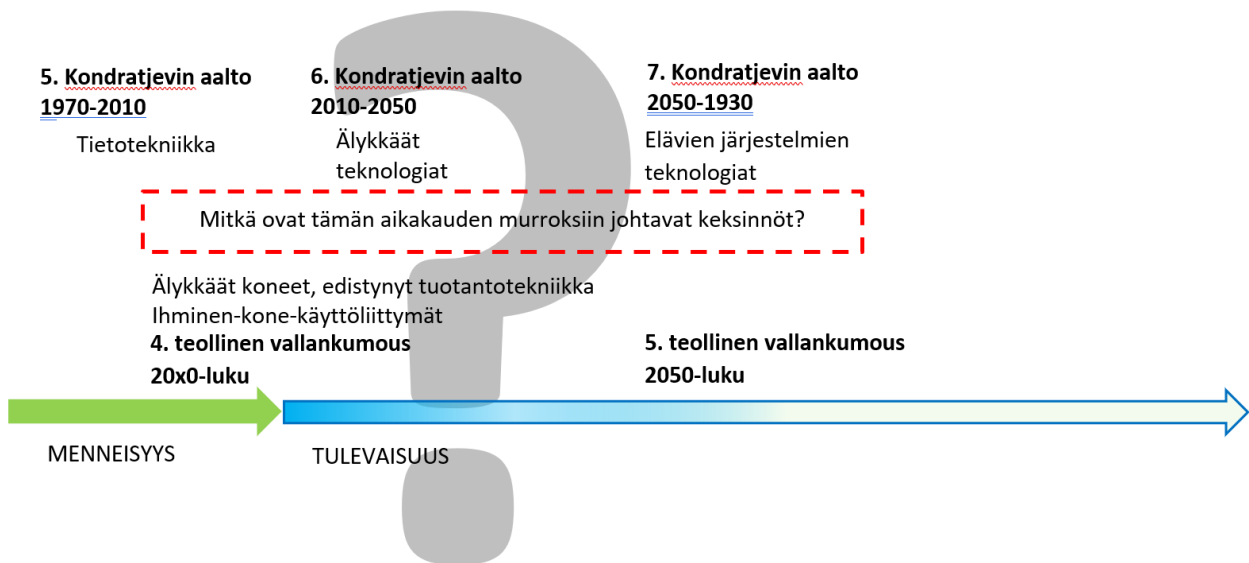 5. Kondratjevin aalto
1970-2010
Tietotekniikka
6. Kondratjevin aalto
2010-2050
Älykkäät
teknologiat
7. Kondratjevin aalto
2050-1930
Elävien järjestelmien
teknologiat
Mitkä ovat tämän aikakauden murroksiin johtavat keksinnöt?
Älykkäät koneet, edistynyt tuotantotekniikka
Ihminen-kone-käyttöliittymät
4. teollinen vallankumous
20x0-luku
5. teollinen vallankumous
2050-luku
MENNEISYYS
TULEVAISUUS
?